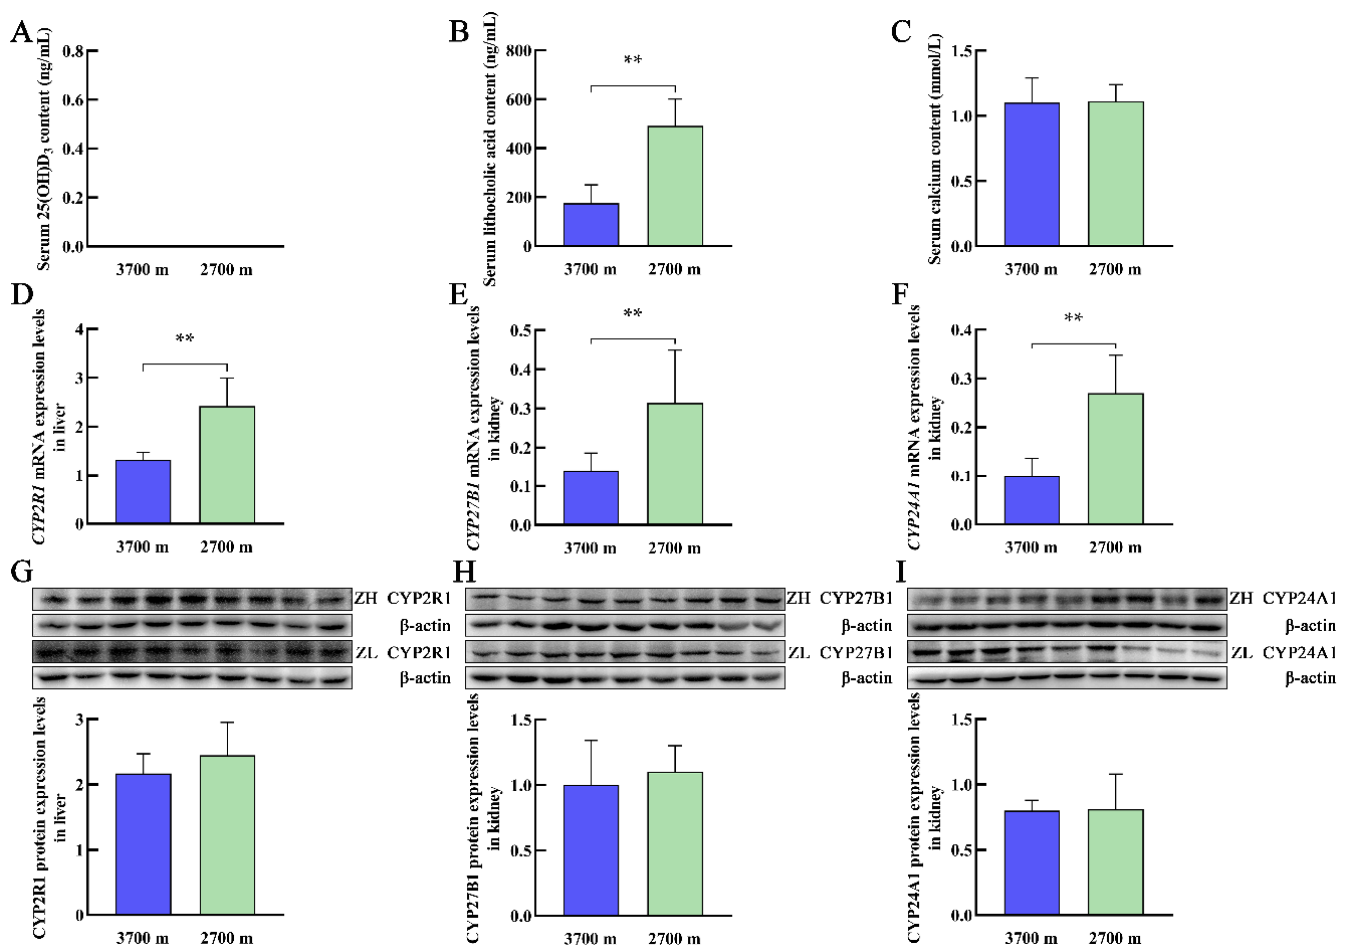 A
Serum 25(OH)D3 content (ng/mL)
0.8
0.6
0.4
0.2
0.0
3700 m 2700 m
B
Serum lithocholic acid content (ng/mL)
800
600
400
200
0
**
3700 m 2700 m
C
Serum calcium content (mmol/L)
1.5
1.0
0.5
0.0
3700 m 2700 m
D
CYP2R1 mRNA expression levels
in liver
4
3
2
1
0
**
3700 m 2700 m
E
CYP27B1 mRNA expression levels
in kidney
0.5
0.4
0.3
0.2
0.1
0.0
**
3700 m 2700 m
F
CYP24A1 mRNA expression levels
in kidney
0.4
0.3
0.2
0.1
0.0
**
3700 m 2700 m
G
ZH CYP2R1
β-actin
ZL CYP2R1
β-actin
CYP2R1 protein expression levels
in liver
3
2
1
0
3700 m 2700 m
H
ZH CYP27B1
β-actin
ZL CYP27B1
β-actin
CYP27B1 protein expression levels
in kidney
1.5
1.0
0.5
0.0
3700 m 2700 m
I
ZH CYP24A1
β-actin
ZL CYP24A1
β-actin
CYP24A1 protein expression levels
in kidney
1.5
1.0
0.5
0.0
3700 m 2700 m